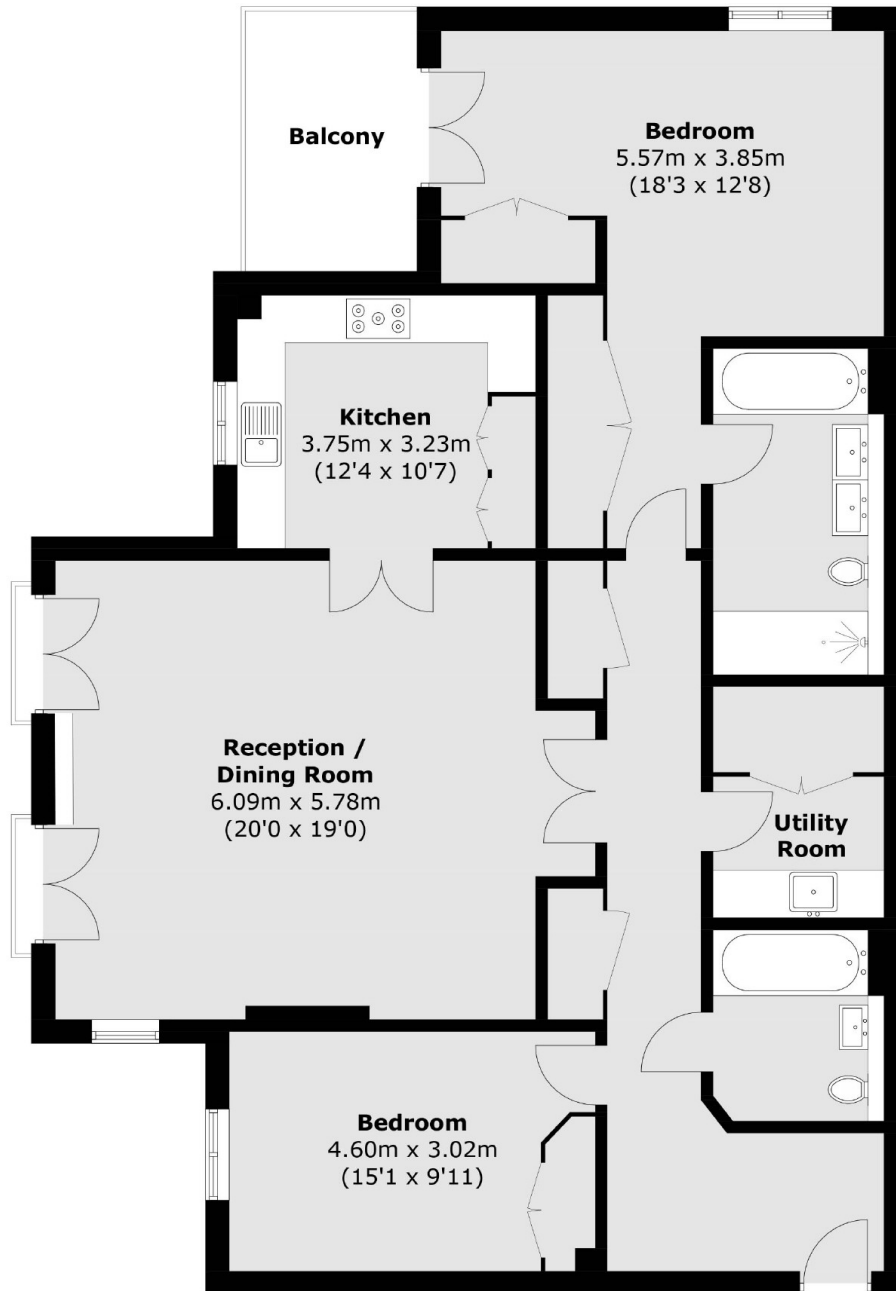 Balcony
Bedroom
5.57m x 3.85m
(18'3 x 12'8)
Kitchen
3.75m x 3.23m
(12'4 x 10'7)
Reception /
Dining Room
6.09m x 5.78m
(20'0 x 19'0)
Utility
Room
Bedroom
4.60m x 3.02m
(15'1 x 9'11)